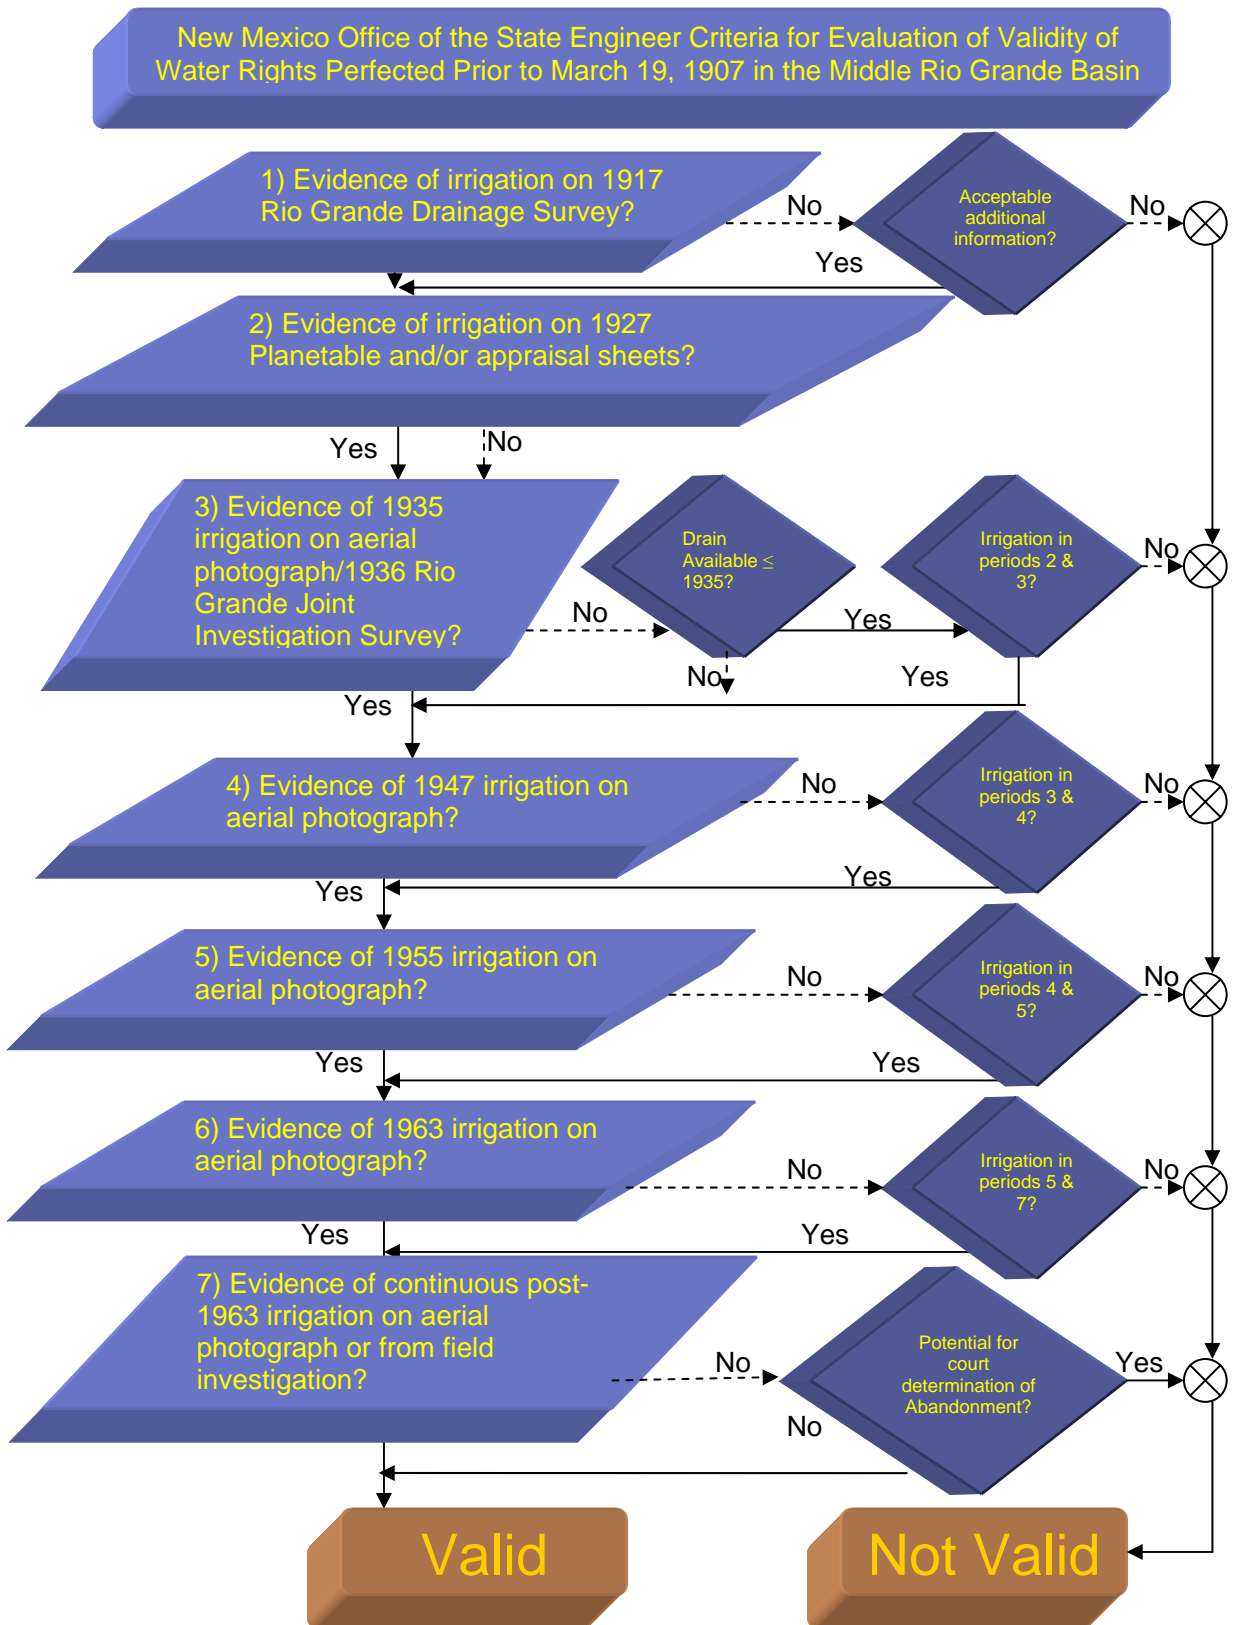 New Mexico Office of the State Engineer Criteria for Evaluation of Validity of
Water Rights Perfected Prior to March 19, 1907 in the Middle Rio Grande Basin
1) Evidence of irrigation on 1917
Rio Grande Drainage Survey?
No
Acceptable
additional
information?
No
Yes
2) Evidence of irrigation on 1927
Planetable and/or appraisal sheets?
Yes
No
3) Evidence of 1935
irrigation on aerial
photograph/1936 Rio
Grande Joint
Investigation Survey?
No
Drain
Available ≤
1935?
Yes
No
Irrigation in
periods 2 &
3?
No
Yes
Yes
4) Evidence of 1947 irrigation on
aerial photograph?
No
Irrigation in
periods 3 &
4?
No
Yes
Yes
5) Evidence of 1955 irrigation on
aerial photograph?
No
Irrigation in
periods 4 &
5?
No
Yes
Yes
6) Evidence of 1963 irrigation on
aerial photograph?
No
Irrigation in
periods 5 &
7?
No
Yes
Yes
7) Evidence of continuous post-
1963 irrigation on aerial
photograph or from field
investigation?
No
Potential for
court
determination of
Abandonment?
Yes
No
Valid
Not Valid